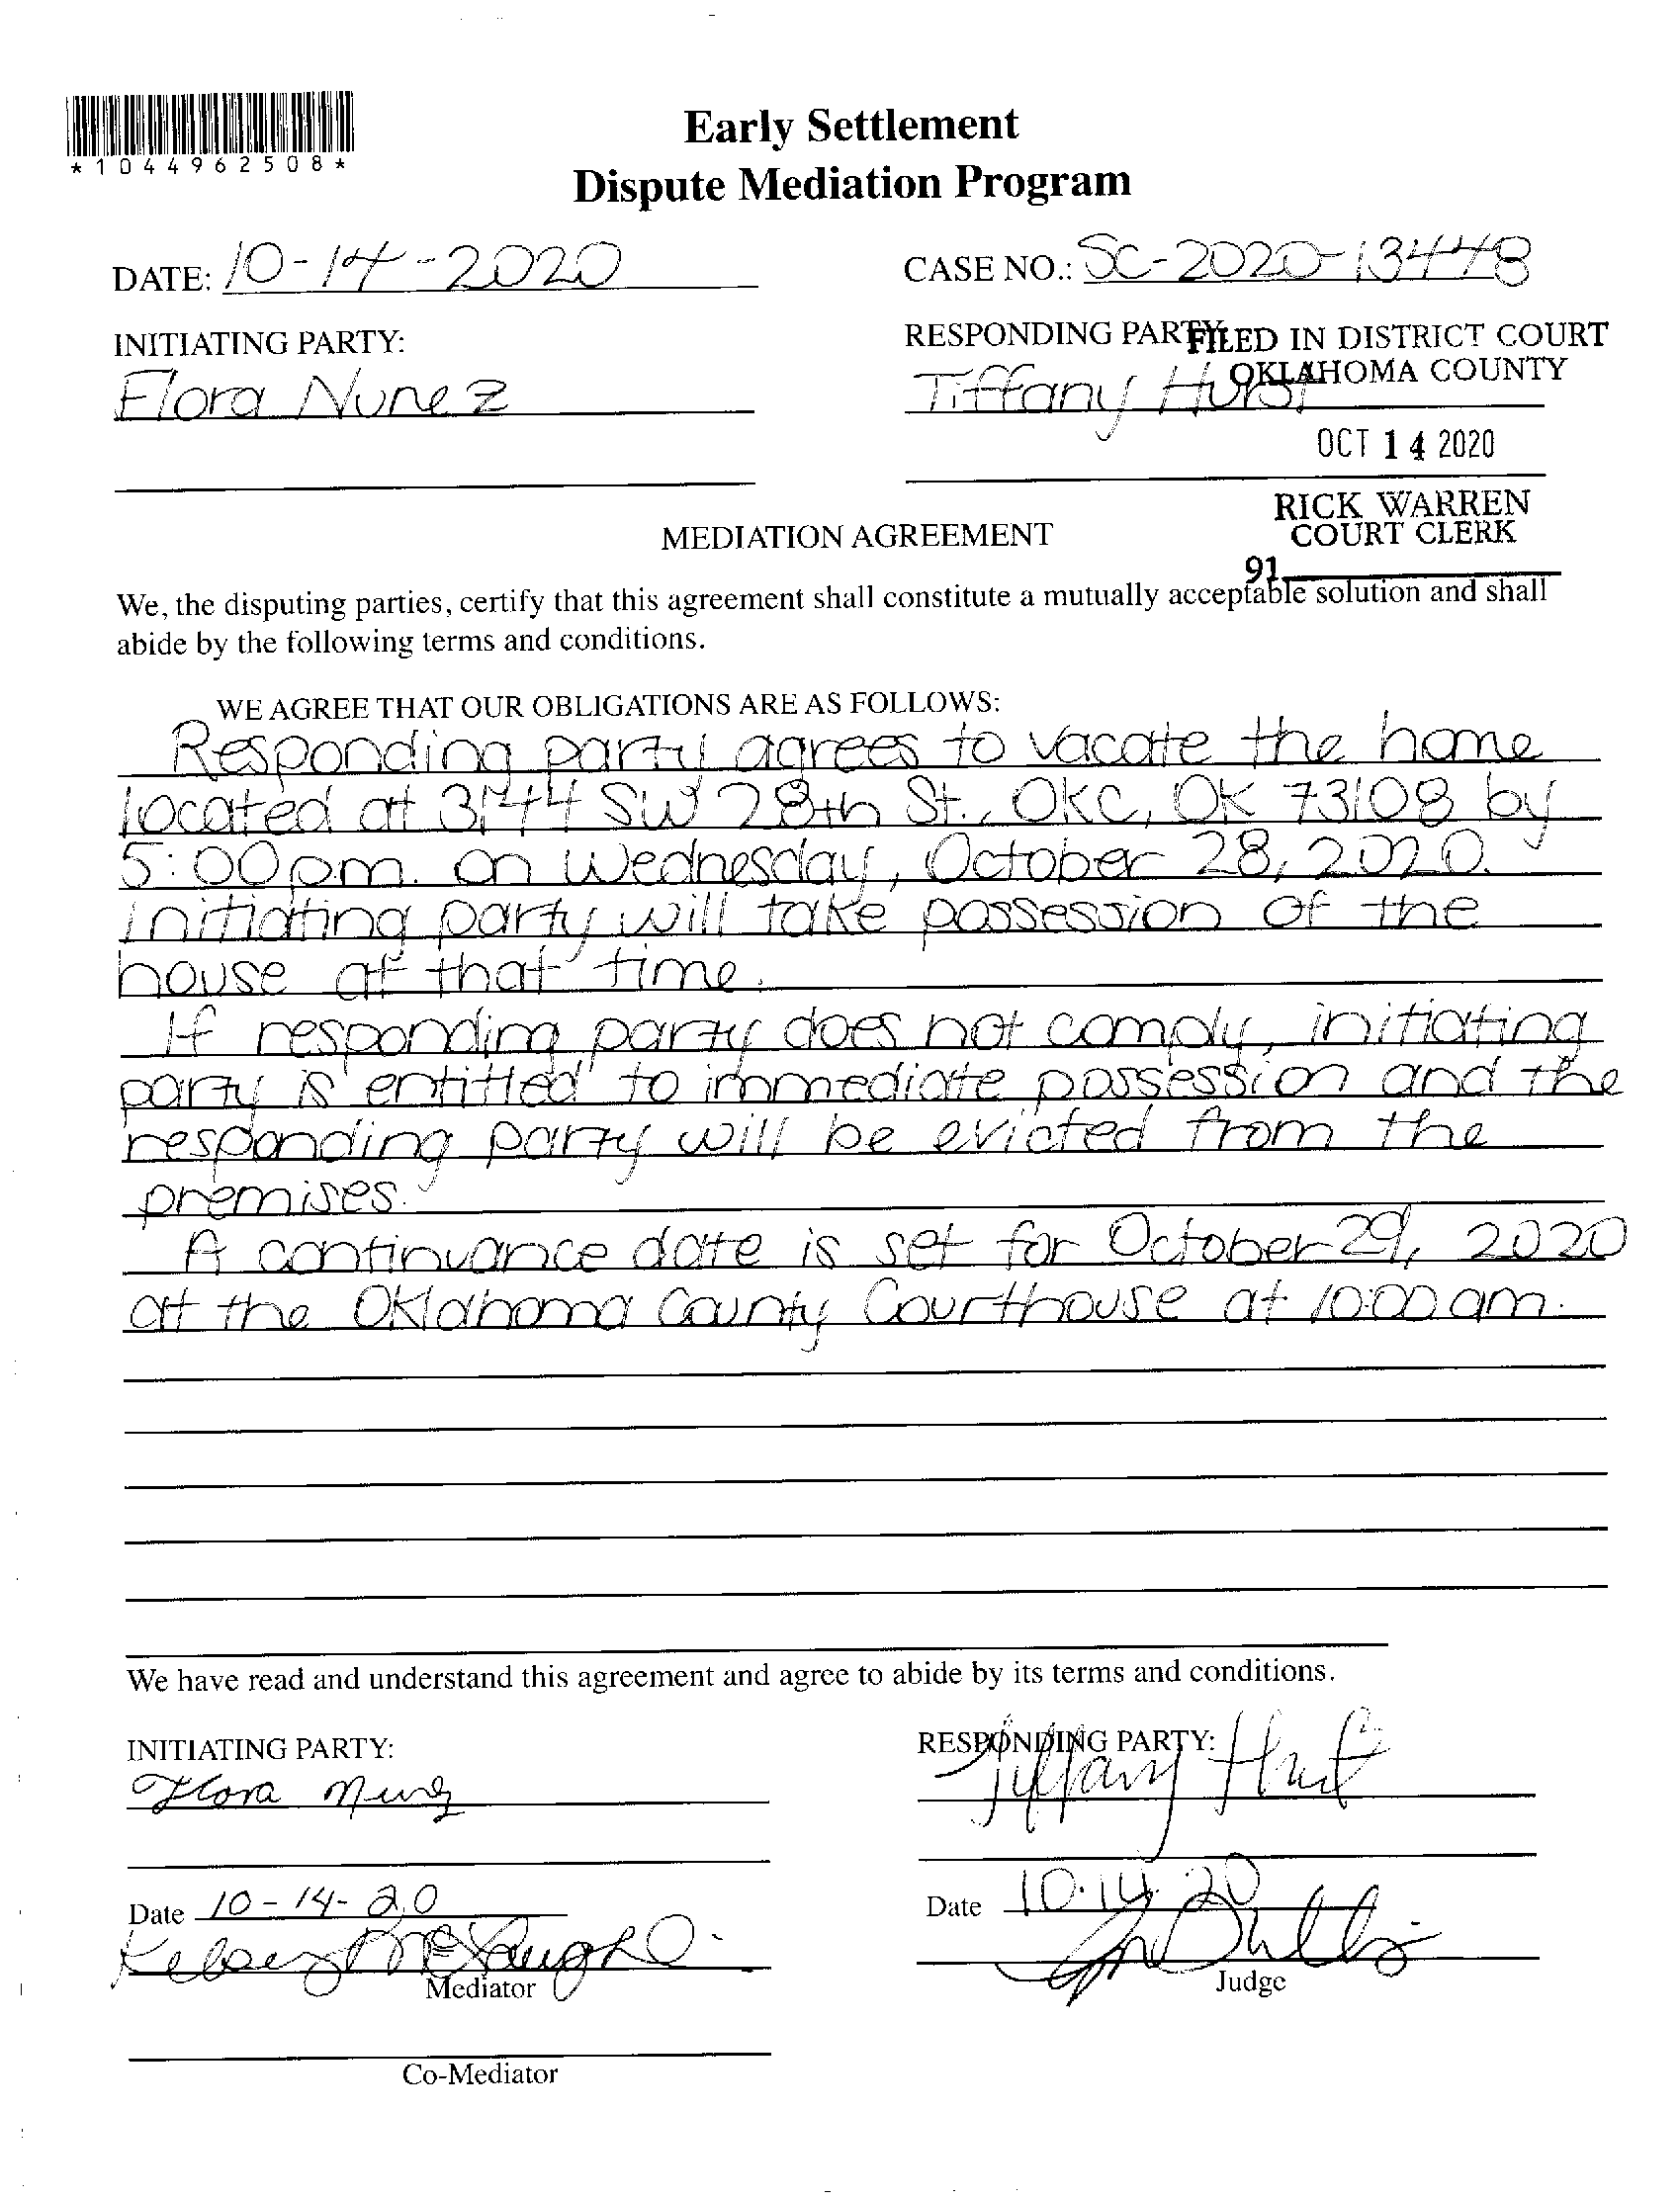 *1044962508*
Early Settlement
Dispute Mediation Program
DATE: 10-14-2020
CASE NO.: SC-2020-13448
INITIATING PARTY:
RESPONDING PARTY:
FILED IN DISTRICT COURT
OKLAHOMA COUNTY
Flora Nunez
Tiffany Hurst
OCT 14 2020
RICK WARREN
COURT CLERK
91
MEDIATION AGREEMENT
We, the disputing parties, certify that this agreement shall constitute a mutually acceptable solution and shall
abide by the following terms and conditions.
WE AGREE THAT OUR OBLIGATIONS ARE AS FOLLOWS:
Responding party agrees to vacate the home
located at SW 28th St., OKC, OK 73108 by
5:00 pm. on Wednesday, October 28, 2020.
Initiating party will take possession of the
house at that time.
If responding party does not comply, initiating
party is entitled to immediate possession and the
responding party will be evicted from the
premises.
A continuance date is set for October 29, 2020
at the Oklahoma County Courthouse at 10:00 am.
We have read and understand this agreement and agree to abide by its terms and conditions.
INITIATING PARTY:
RESPONDING PARTY:
Flora Nunez
Tiffany Hurst
Date 10-14-20
Date 10.14.20
Kelsey
Mediator
Judge
Co-Mediator